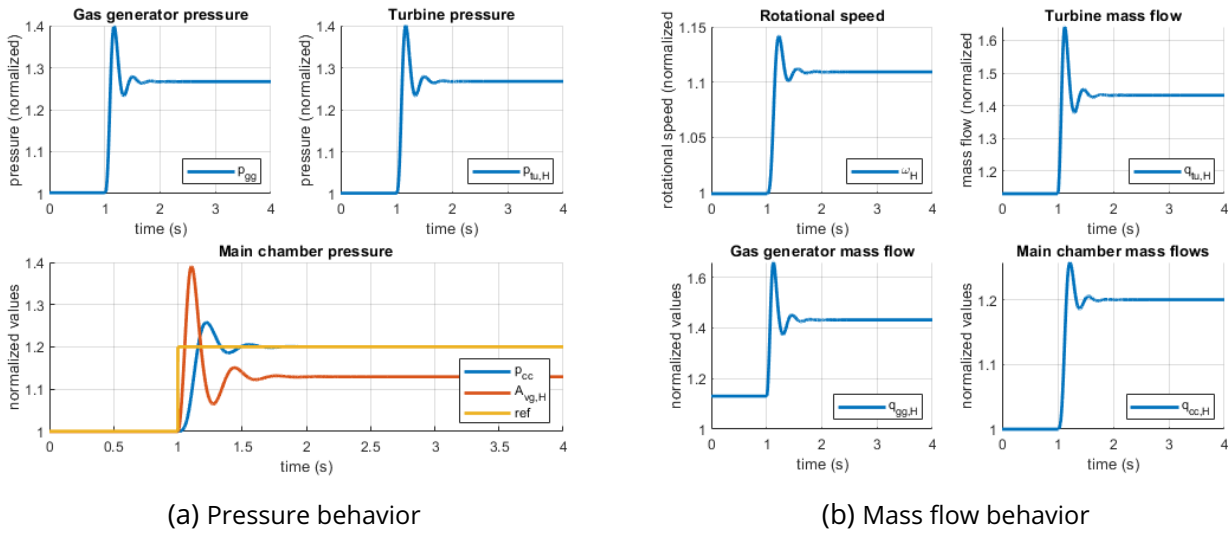 Gas generator pressure
pressure (normalized)
1.4
1.3
1.2
1.1
1
p_gg
0 1 2 3 4
time (s)
Turbine pressure
pressure (normalized)
1.4
1.3
1.2
1.1
1
p_tu,H
0 1 2 3 4
time (s)
Main chamber pressure
normalized values
1.4
1.3
1.2
1.1
1
p_cc
A_vg,H
ref
0 0.5 1 1.5 2 2.5 3 3.5 4
time (s)
(a) Pressure behavior
Rotational speed
rotational speed (normalized
1.15
1.1
1.05
1
ω_H
0 1 2 3 4
time (s)
Turbine mass flow
mass flow (normalized
1.6
1.5
1.4
1.3
1.2
q_tu,H
0 1 2 3 4
time (s)
Gas generator mass flow
normalized values
1.6
1.4
1.2
1
q_gg,H
0 1 2 3 4
time (s)
Main chamber mass flows
normalized values
1.2
1.1
1
q_cc,H
0 1 2 3 4
time (s)
(b) Mass flow behavior